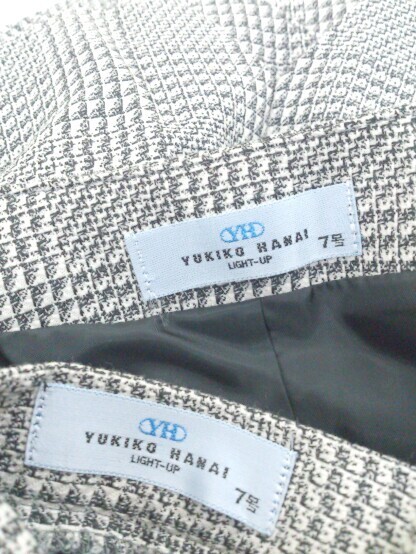 YH
YUKIKO HANAI
LIGHT-UP
7号
YH
YUKIKO HANAI
LIGHT-UP
7号